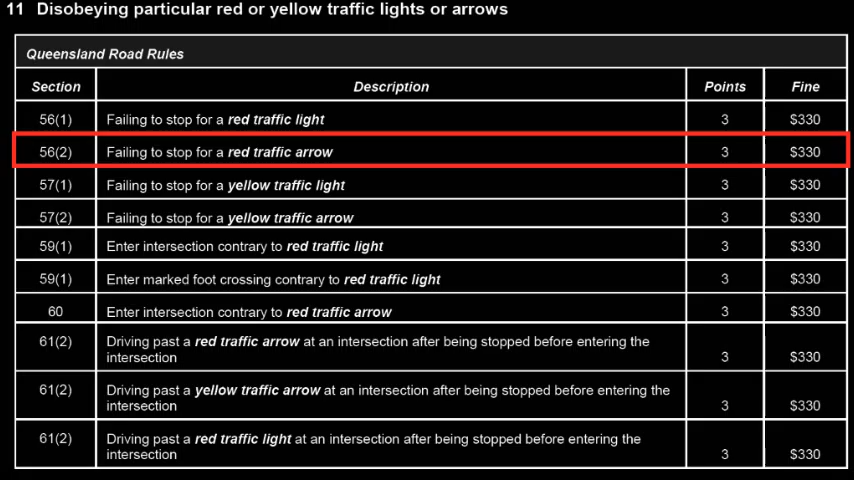 11 Disobeying particular red or yellow traffic lights or arrows
Queensland Road Rules
Section Description Points Fine
56(1) Failing to stop for a red traffic light 3 $330
56(2) Failing to stop for a red traffic arrow 3 $330
57(1) Failing to stop for a yellow traffic light 3 $330
57(2) Failing to stop for a yellow traffic arrow 3 $330
59(1) Enter intersection contrary to red traffic light 3 $330
59(1) Enter marked foot crossing contrary to red traffic light 3 $330
60 Enter intersection contrary to red traffic arrow 3 $330
61(2) Driving past a red traffic arrow at an intersection after being stopped before entering the
intersection 3 $330
61(2) Driving past a yellow traffic arrow at an intersection after being stopped before entering the
intersection 3 $330
61(2) Driving past a red traffic light at an intersection after being stopped before entering the
intersection 3 $330